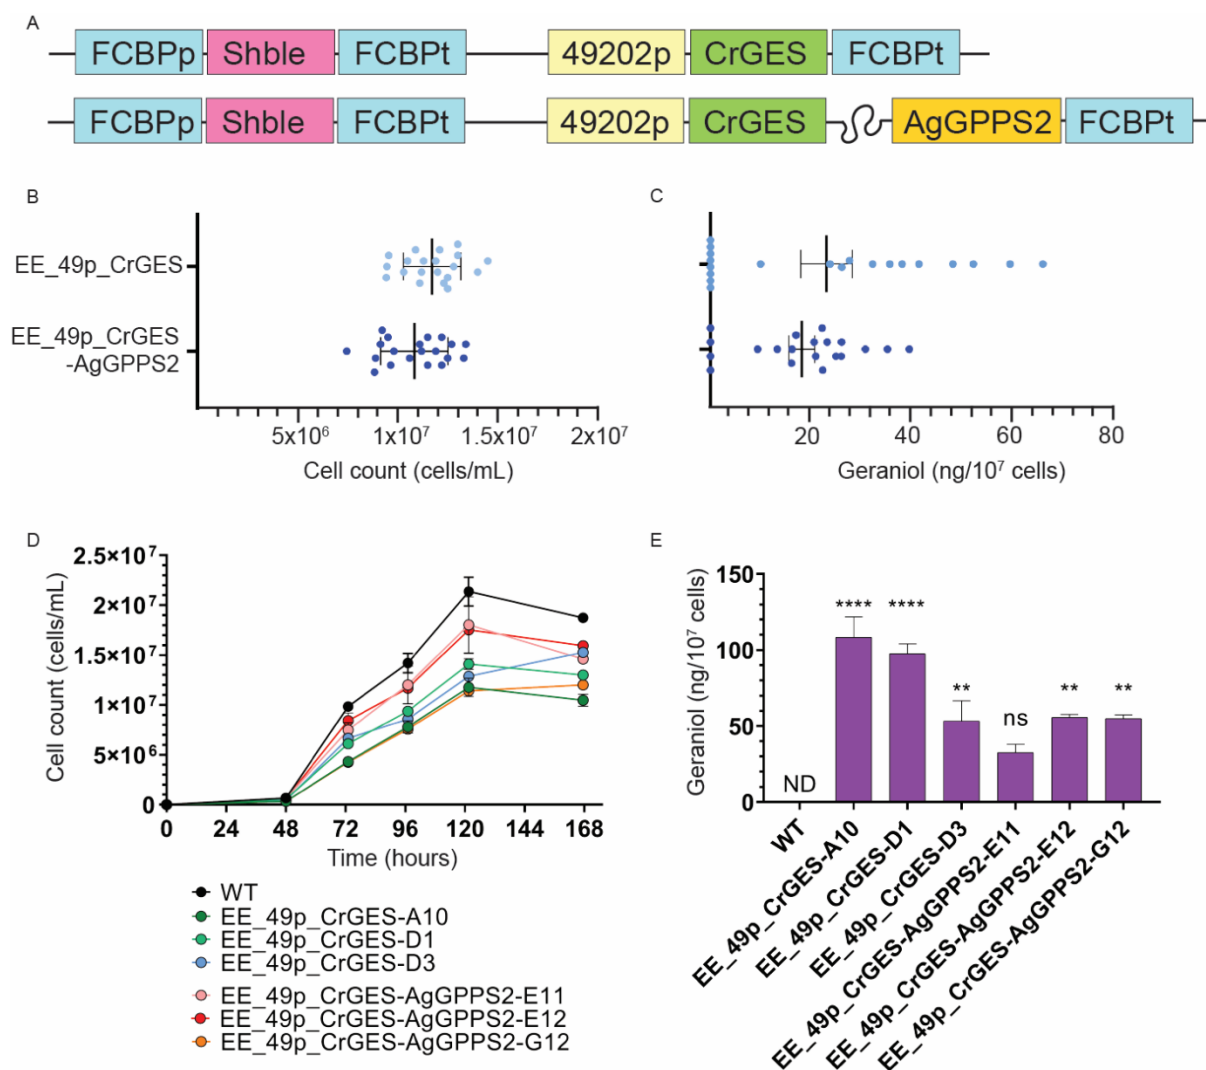 A
FCBPp Shble FCBPt 49202p CrGES FCBPt
FCBPp Shble FCBPt 49202p CrGES AgGPPS2 FCBPt
B
EE_49p_CrGES
EE_49p_CrGES
-AgGPPS2
5x10⁶ 1x10⁷ 1.5x10⁷ 2x10⁷
Cell count (cells/mL)
C
20 40 60 80
Geraniol (ng/10⁷ cells)
D
Cell count (cells/mL)
2.5×10⁷
2×10⁷
1.5×10⁷
1×10⁷
5×10⁶
0
0 24 48 72 96 120 144 168
Time (hours)
WT
EE_49p_CrGES-A10
EE_49p_CrGES-D1
EE_49p_CrGES-D3
EE_49p_CrGES-AgGPPS2-E11
EE_49p_CrGES-AgGPPS2-E12
EE_49p_CrGES-AgGPPS2-G12
E
Geraniol (ng/10⁷ cells)
150
100
50
0
ND **** **** ** ns ** **
WT
EE_49p_CrGES-A10
EE_49p_CrGES-D1
EE_49p_CrGES-D3
EE_49p_CrGES-AgGPPS2-E11
EE_49p_CrGES-AgGPPS2-E12
EE_49p_CrGES-AgGPPS2-G12